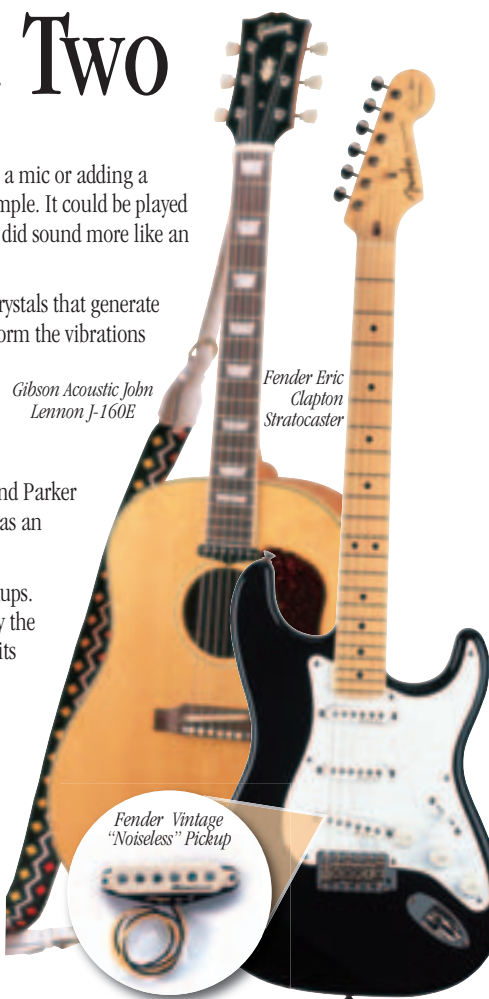 Two
a mic or adding a
mple. It could be played
did sound more like an
rystals that generate
orm the vibrations
Gibson Acoustic John
Lennon J-160E
Fender Eric
Clapton
Stratocaster
nd Parker
as an
ups.
y the
its
Fender Vintage
“Noiseless” Pickup
Gibson
Fender